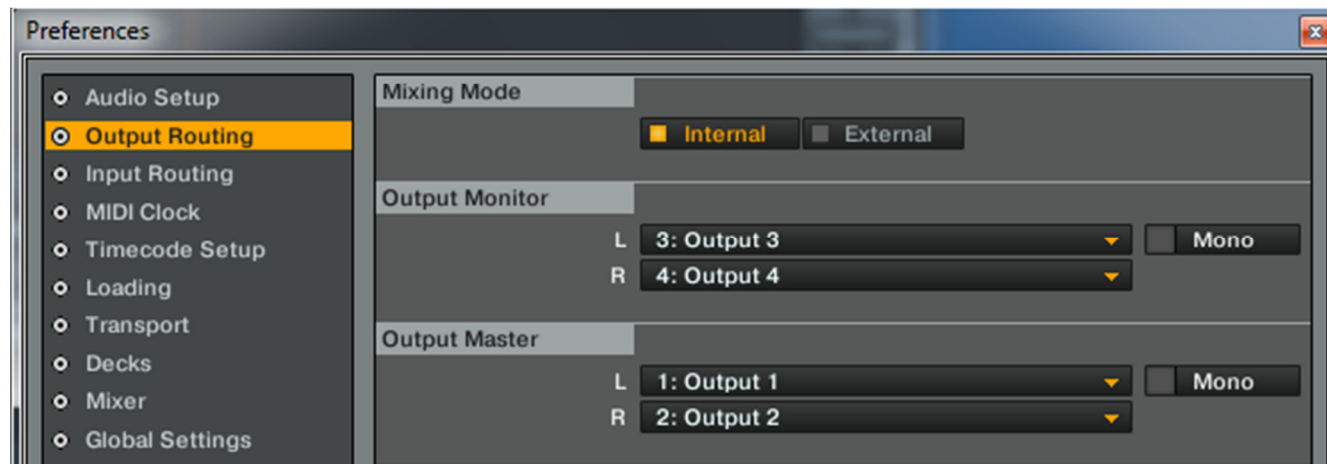 Preferences
Audio Setup
Output Routing
Input Routing
MIDI Clock
Timecode Setup
Loading
Transport
Decks
Mixer
Global Settings
Mixing Mode
Internal External
Output Monitor
L 3: Output 3 Mono
R 4: Output 4
Output Master
L 1: Output 1 Mono
R 2: Output 2